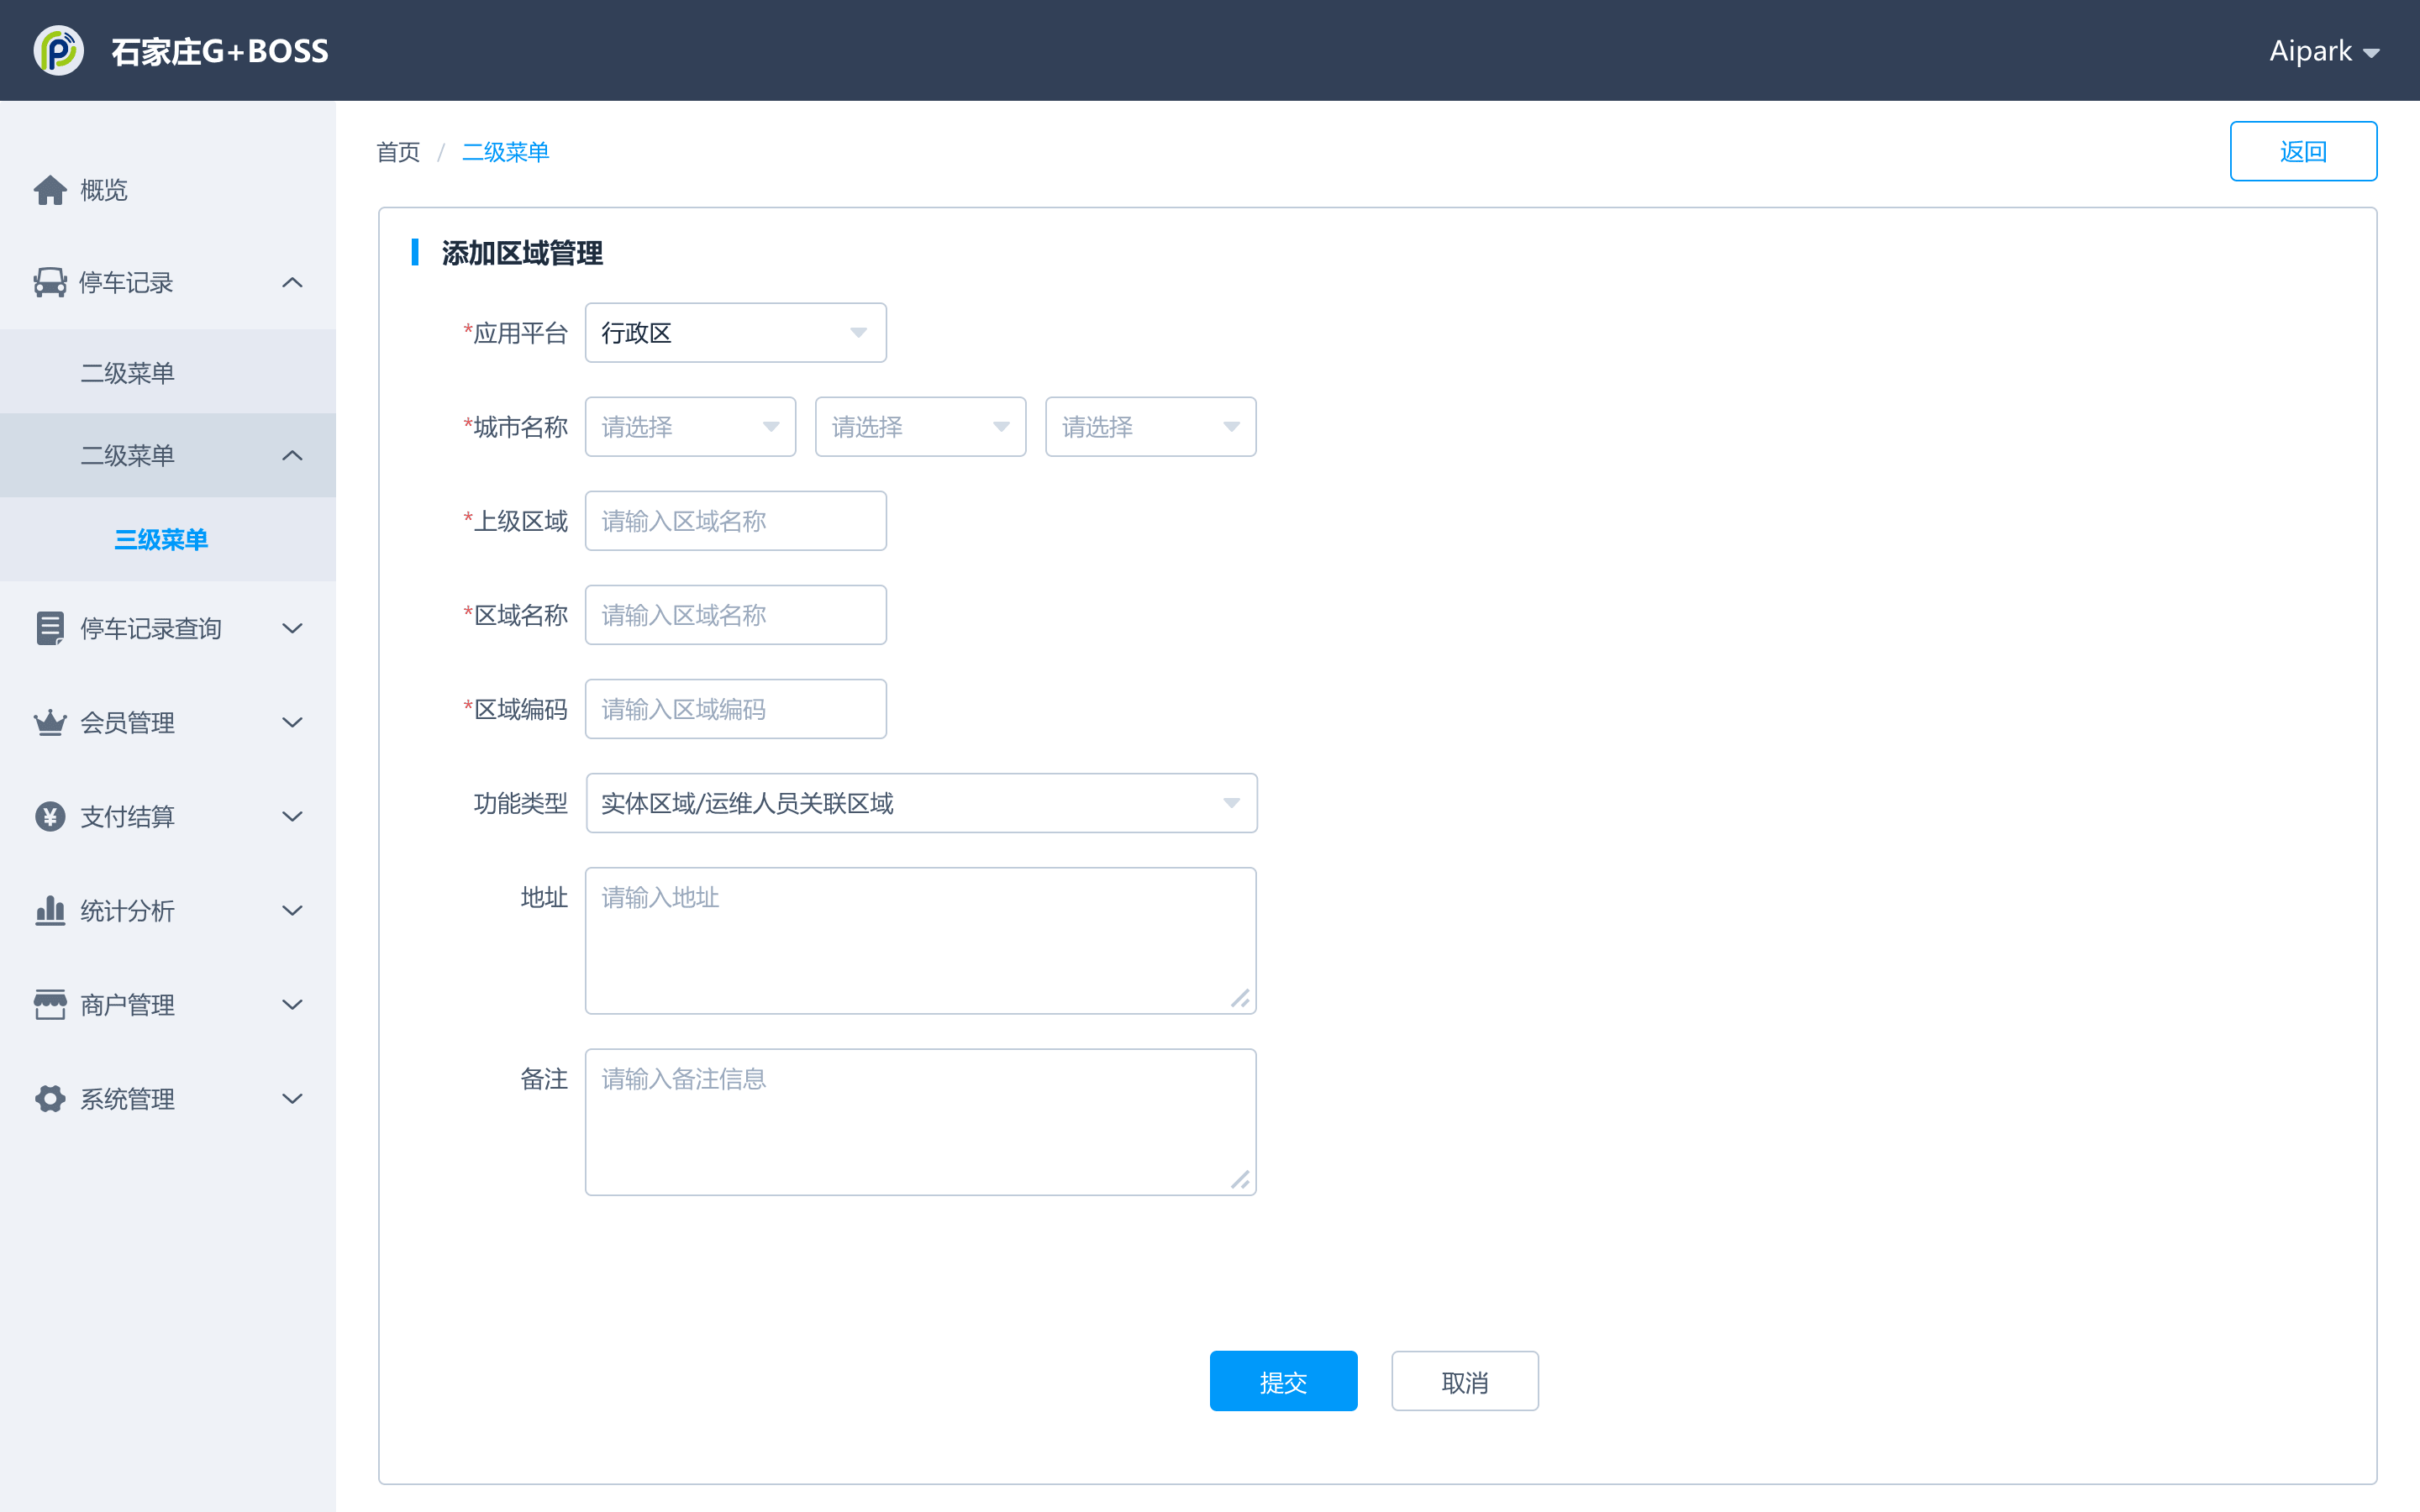 石家庄G+BOSS
Aipark
首页 / 二级菜单
返回
概览
停车记录
二级菜单
二级菜单
三级菜单
停车记录查询
会员管理
支付结算
统计分析
商户管理
系统管理
添加区域管理
*应用平台 行政区
*城市名称 请选择 请选择 请选择
*上级区域 请输入区域名称
*区域名称 请输入区域名称
*区域编码 请输入区域编码
功能类型 实体区域/运维人员关联区域
地址 请输入地址
备注 请输入备注信息
提交 取消